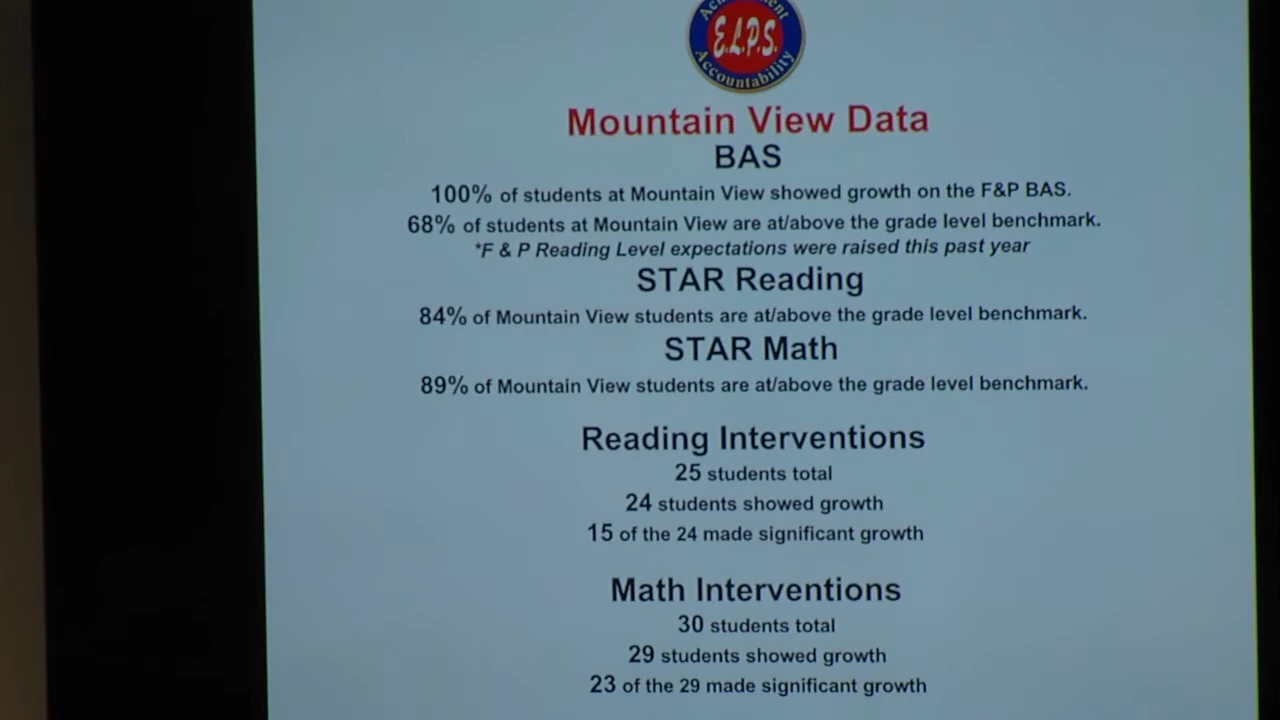 E.L.P.S.
Accountability
Mountain View Data
BAS
100% of students at Mountain View showed growth on the F&P BAS.
68% of students at Mountain View are at/above the grade level benchmark.
*F & P Reading Level expectations were raised this past year
STAR Reading
84% of Mountain View students are at/above the grade level benchmark.
STAR Math
89% of Mountain View students are at/above the grade level benchmark.
Reading Interventions
25 students total
24 students showed growth
15 of the 24 made significant growth
Math Interventions
30 students total
29 students showed growth
23 of the 29 made significant growth